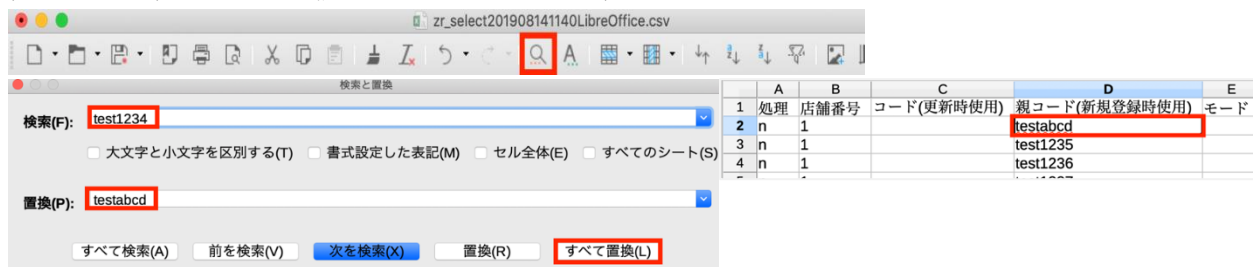 zr_select201908141140LibreOffice.csv
検索と置換
検索(F): test1234
大文字と小文字を区別する(T) 書式設定した表記(M) セル全体(E) すべてのシート(S)
置換(P): testabcd
すべて検索(A) 前を検索(V) 次を検索(X) 置換(R) すべて置換(L)
A B C D E
1 処理 店舗番号 コード(更新時使用) 親コード(新規登録時使用) モード
2 n 1 testabcd
3 n 1 test1235
4 n 1 test1236